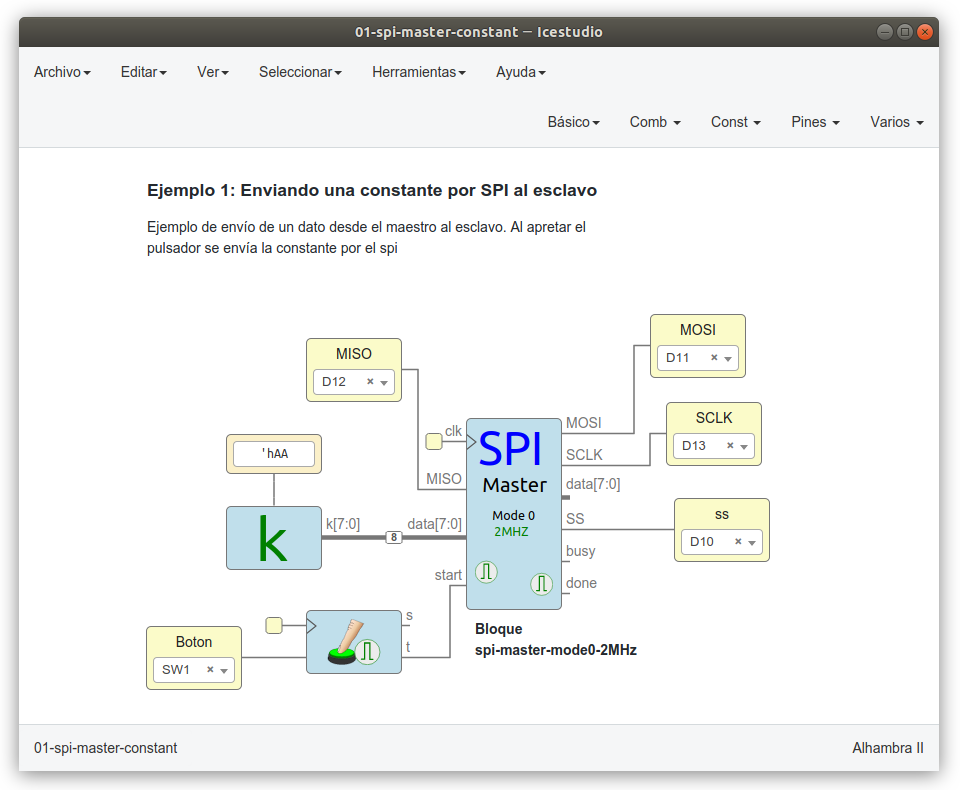 01-spi-master-constant – Icestudio
Archivo Editar Ver Seleccionar Herramientas Ayuda
Básico Comb Const Pines Varios
Ejemplo 1: Enviando una constante por SPI al esclavo
Ejemplo de envío de un dato desde el maestro al esclavo. Al apretar el
pulsador se envía la constante por el spi
MOSI
D11
MISO
D12
SCLK
D13
clk
MISO
data[7:0]
start
SPI
Master
Mode 0
2MHZ
MOSI
SCLK
data[7:0]
SS
busy
done
'hAA
k
k[7:0]
8
ss
D10
Boton
SW1
s
t
Bloque
spi-master-mode0-2MHz
01-spi-master-constant
Alhambra II